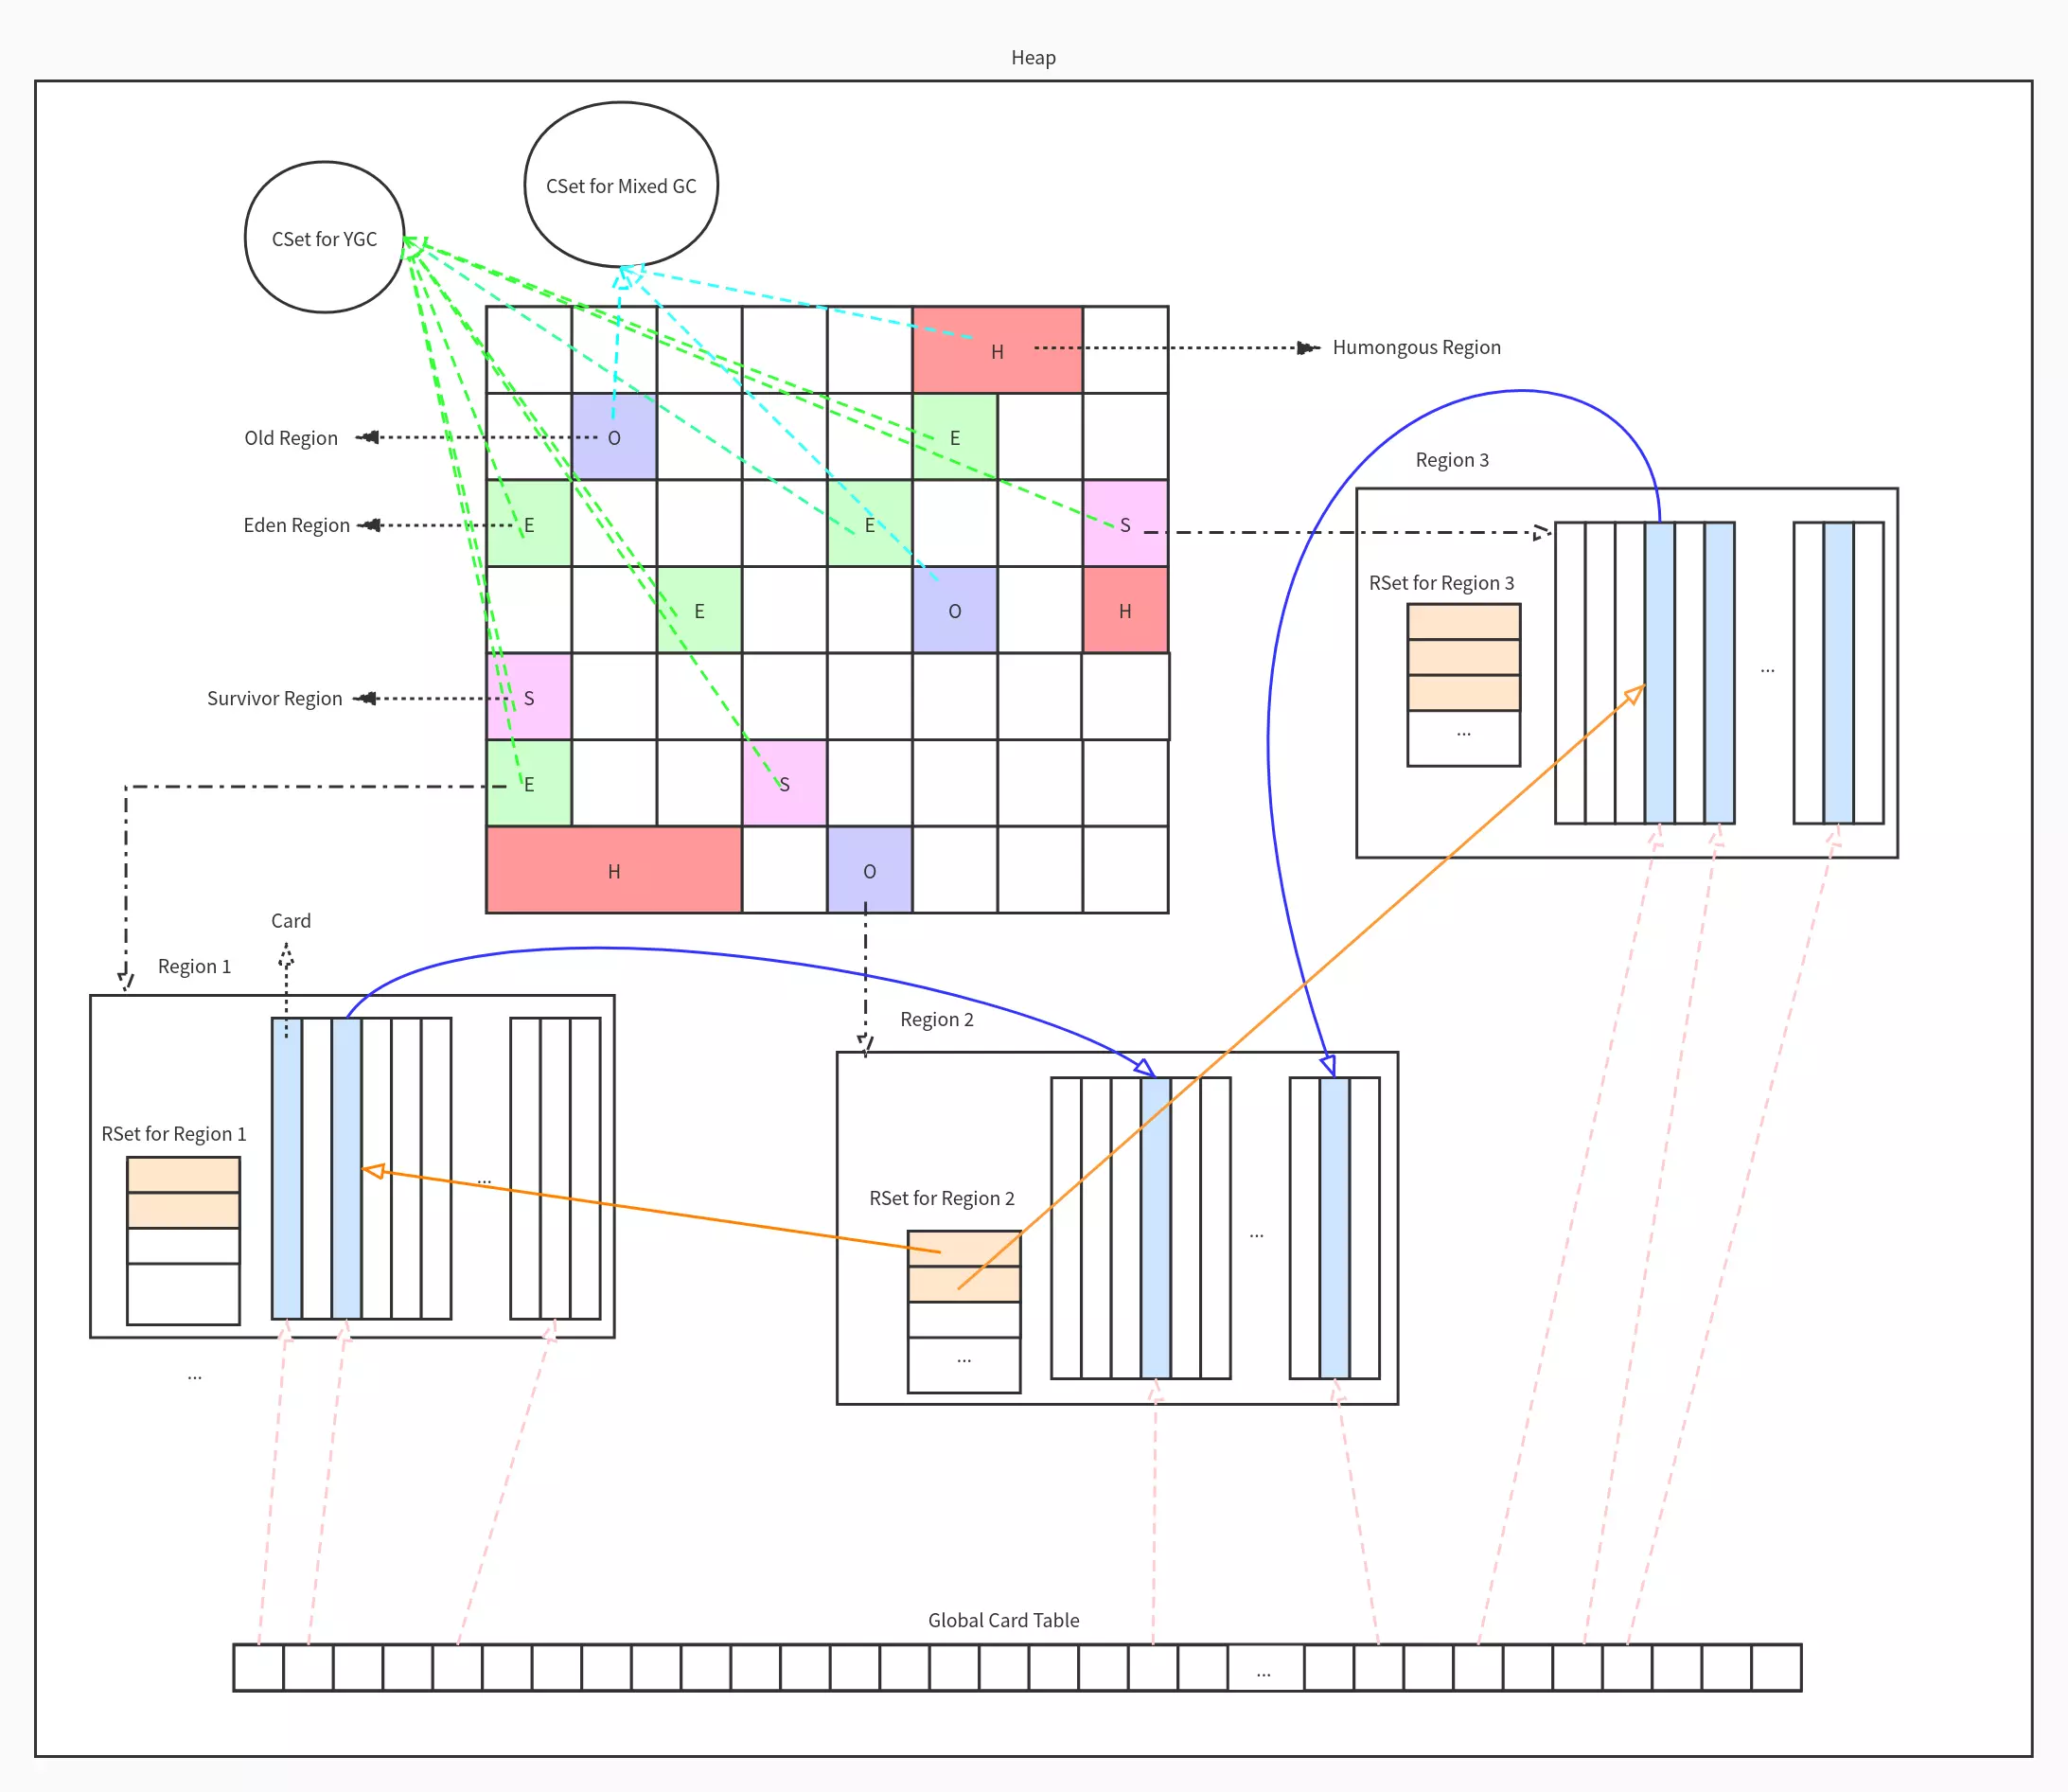 Heap
CSet for Mixed GC
CSet for YGC
H
Humongous Region
Old Region
O
E
Region 3
Eden Region
E
E
S
RSet for Region 3
E
O
H
...
Survivor Region
S
...
E
S
H
O
Card
Region 1
Region 2
RSet for Region 1
...
RSet for Region 2
...
...
...
Global Card Table
...